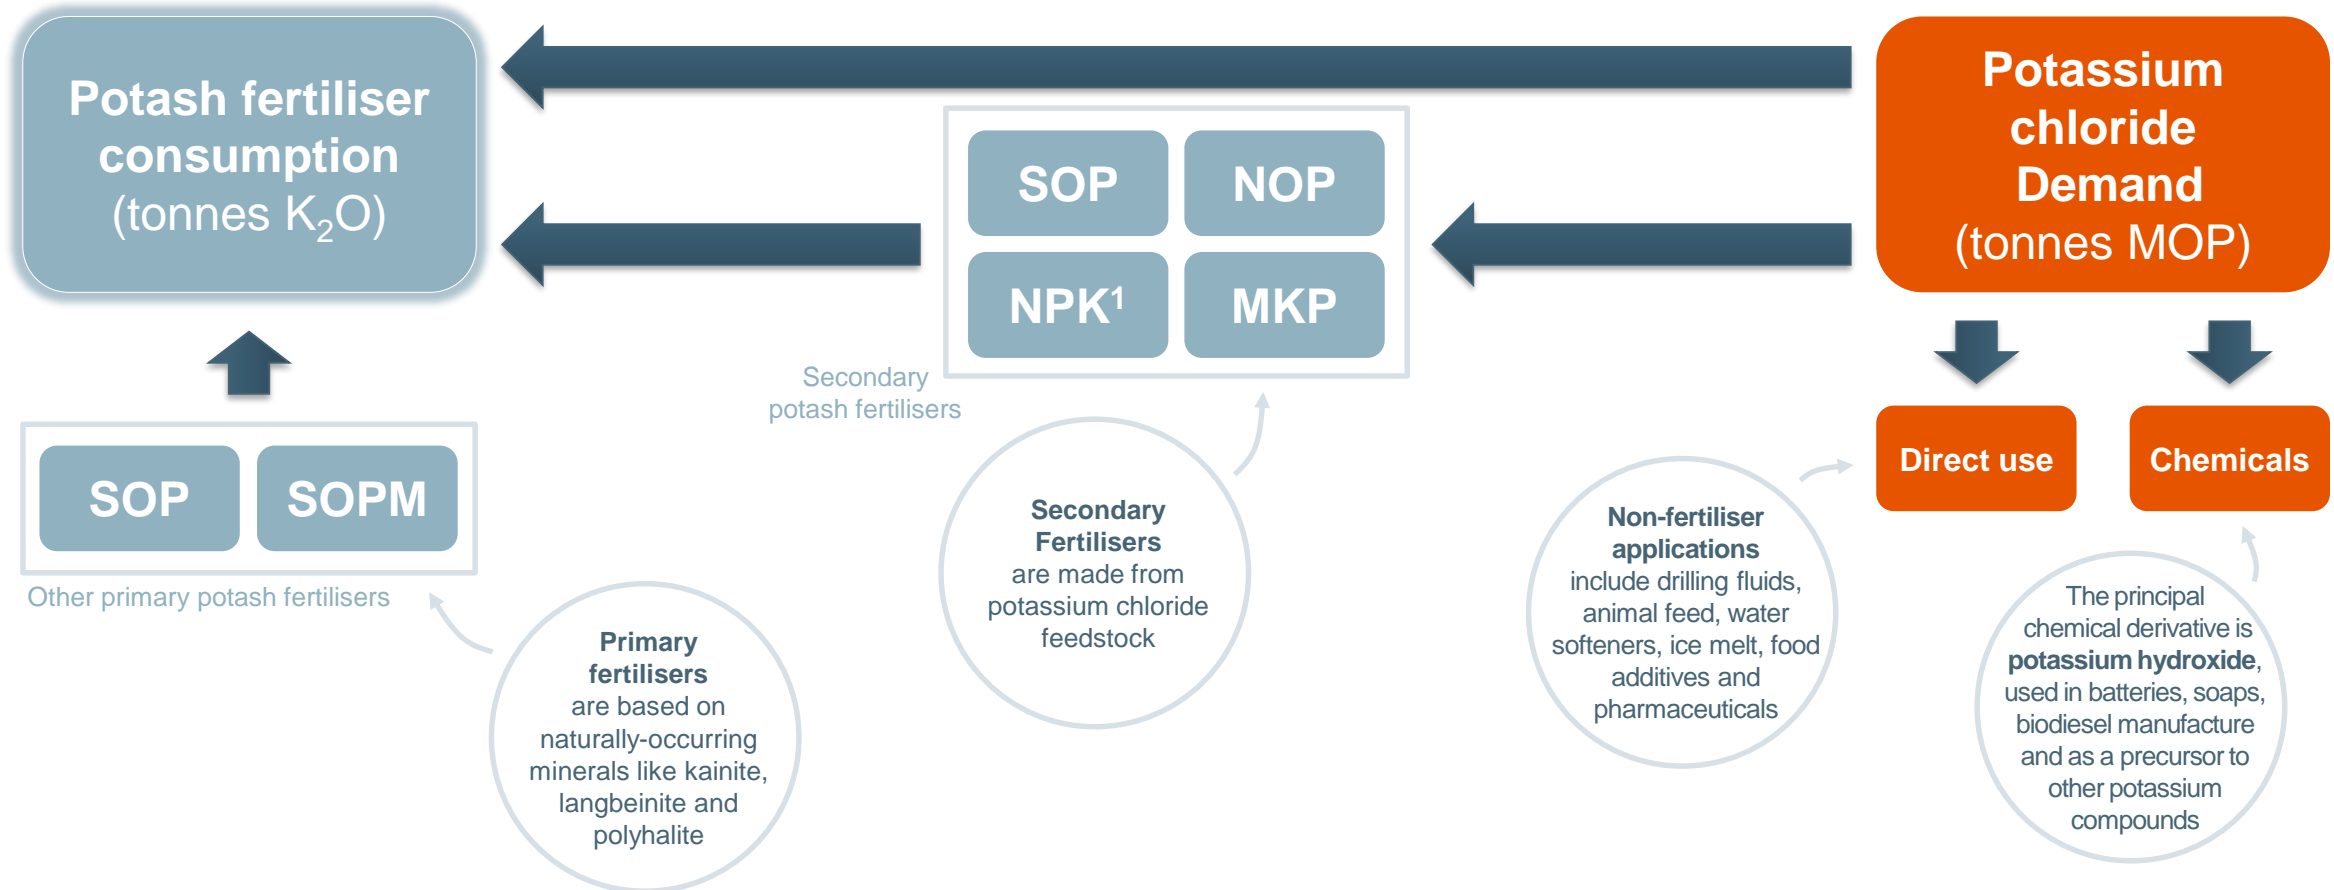 Potash fertiliser
consumption
(tonnes K₂O)
Potassium
chloride
Demand
(tonnes MOP)
SOP
NOP
NPK¹
MKP
Secondary
potash fertilisers
SOP
SOPM
Other primary potash fertilisers
Direct use
Chemicals
Primary
fertilisers
are based on
naturally-occurring
minerals like kainite,
langbeinite and
polyhalite
Secondary
Fertilisers
are made from
potassium chloride
feedstock
Non-fertiliser
applications
include drilling fluids,
animal feed, water
softeners, ice melt, food
additives and
pharmaceuticals
The principal
chemical derivative is
potassium hydroxide,
used in batteries, soaps,
biodiesel manufacture
and as a precursor to
other potassium
compounds